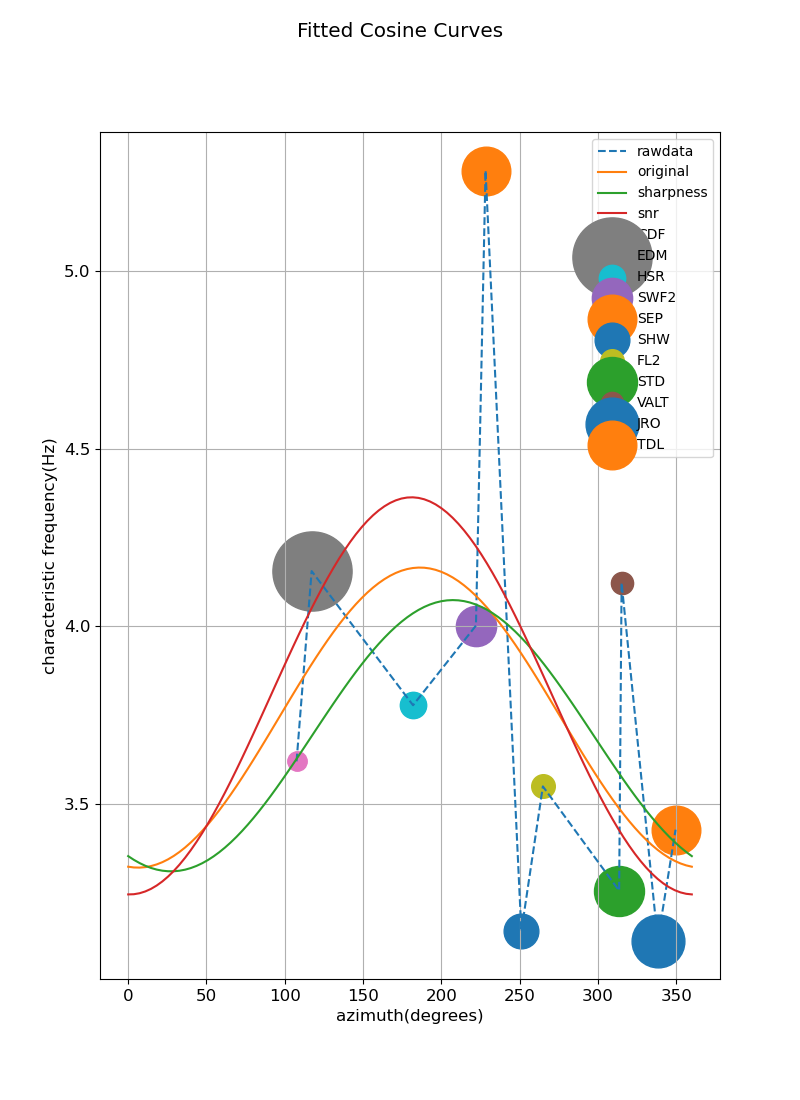 Fitted Cosine Curves
rawdata
original
sharpness
snr
CDF
EDM
HSR
SWF2
SEP
SHW
FL2
STD
VALT
JRO
TDL
5.0
4.5
4.0
3.5
characteristic frequency(Hz)
0 50 100 150 200 250 300 350
azimuth(degrees)